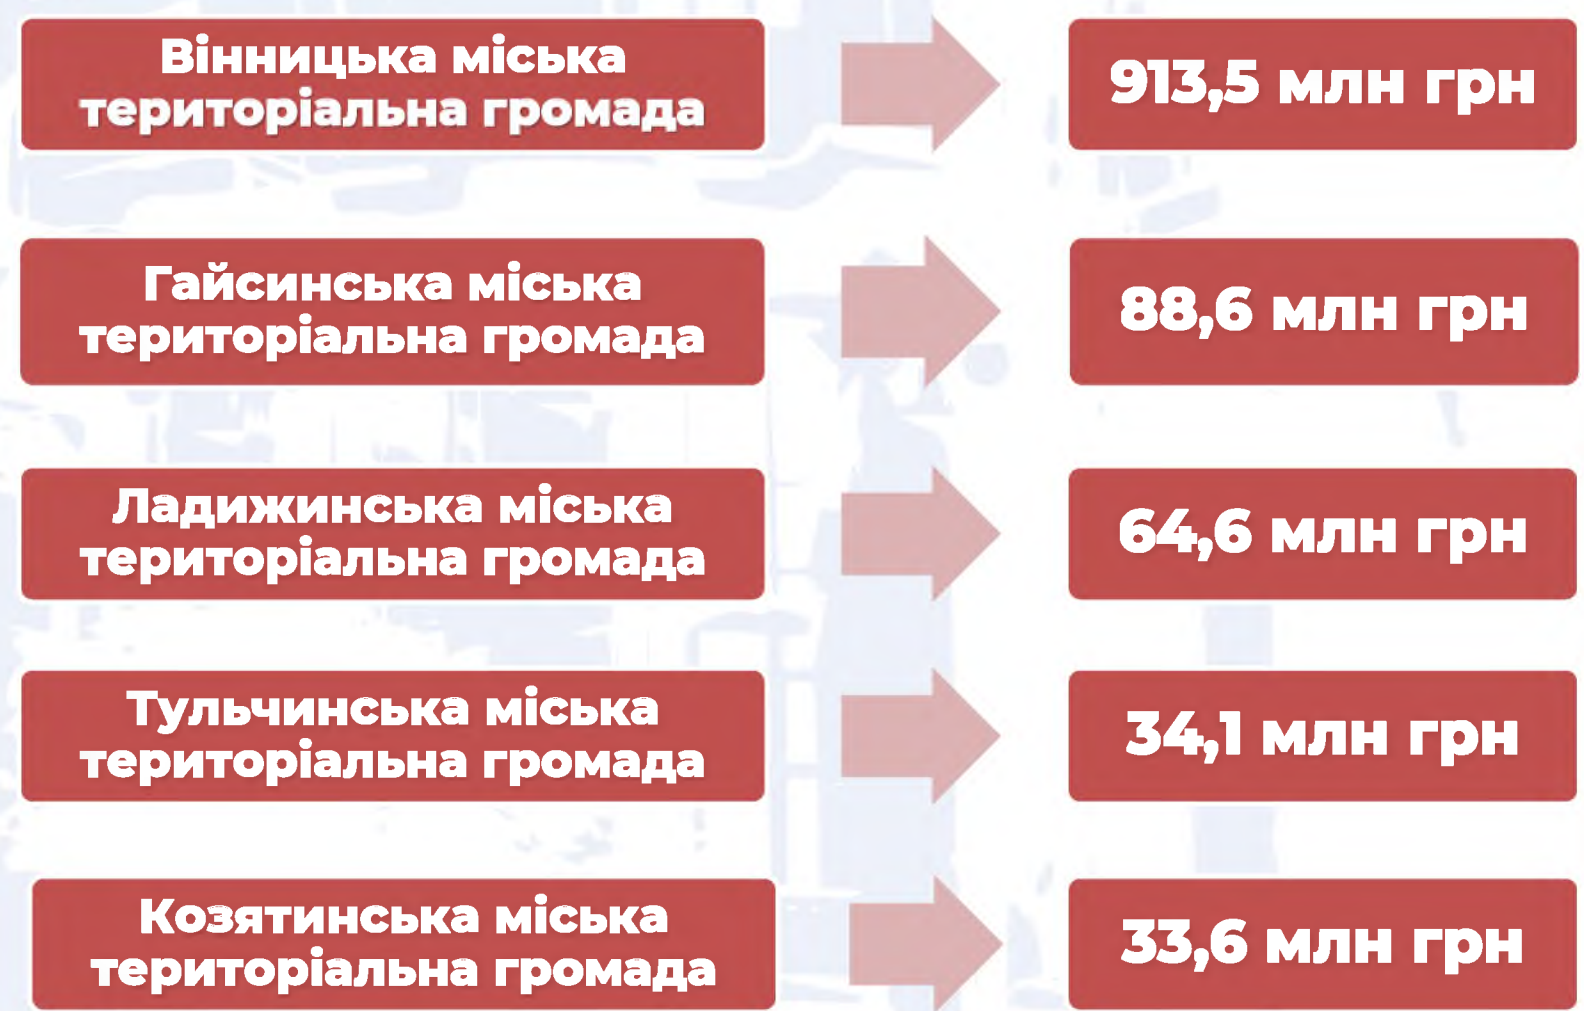 Вінницька міська
територіальна громада
913,5 млн грн
Гайсинська міська
територіальна громада
88,6 млн грн
Ладижинська міська
територіальна громада
64,6 млн грн
Тульчинська міська
територіальна громада
34,1 млн грн
Козятинська міська
територіальна громада
33,6 млн грн